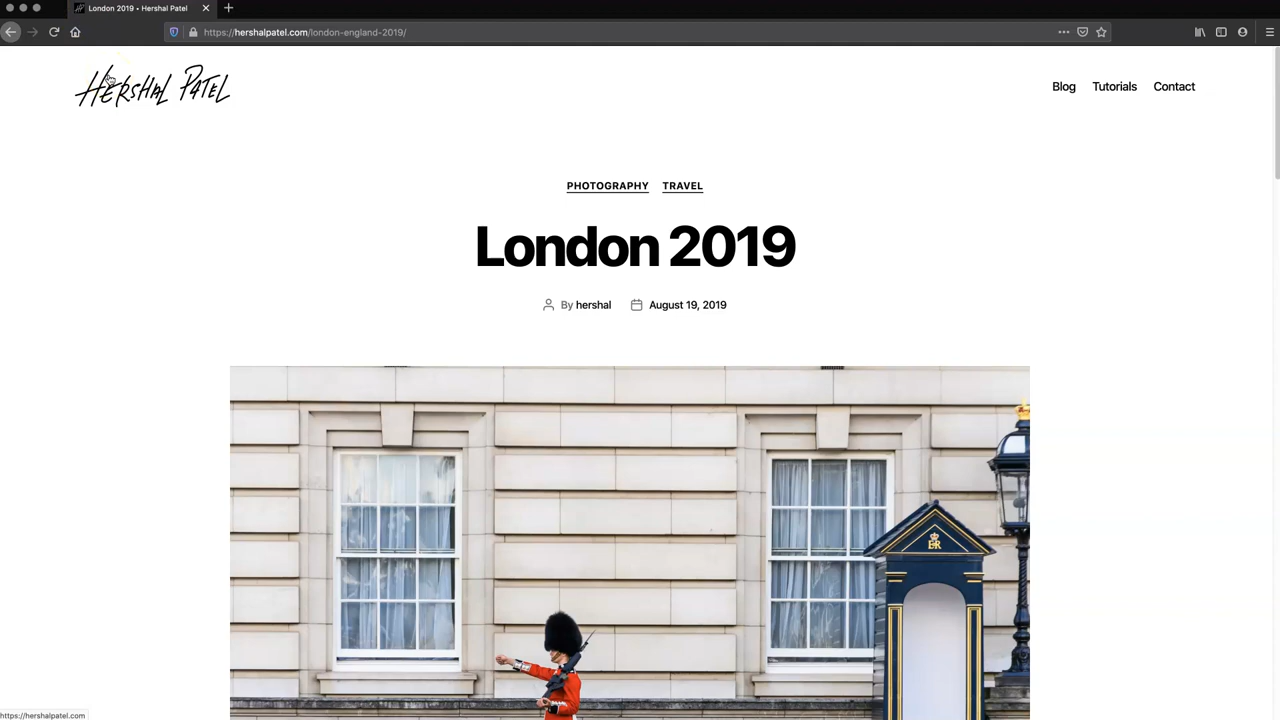 London 2019 • Hershal Patel
https://hershalpatel.com/london-england-2019/
HERSHAL PATEL
Blog Tutorials Contact
PHOTOGRAPHY TRAVEL
London 2019
By hershal August 19, 2019
ER
https://hershalpatel.com